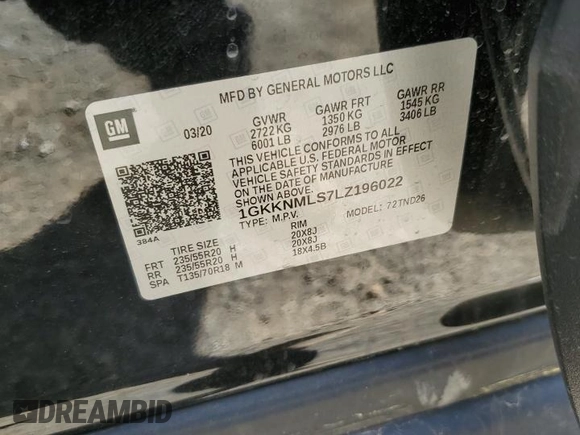 MFD BY GENERAL MOTORS LLC
GM
03/20
GVWR GAWR FRT GAWR RR
2722 KG 1350 KG 1545 KG
6001 LB 2976 LB 3406 LB
THIS VEHICLE CONFORMS TO ALL
APPLICABLE U.S. FEDERAL MOTOR
VEHICLE SAFETY STANDARDS IN EFFECT
ON THE DATE OF MANUFACTURE
SHOWN ABOVE.
1GKKNMLS7LZ196022
TYPE: M.P.V. MODEL: 72TND26
384A
TIRE SIZE RIM
FRT 235/55R20 H 20X8J
RR 235/55R20 H 20X8J
SPA T135/70R18 M 18X4.5B
DREAMBID